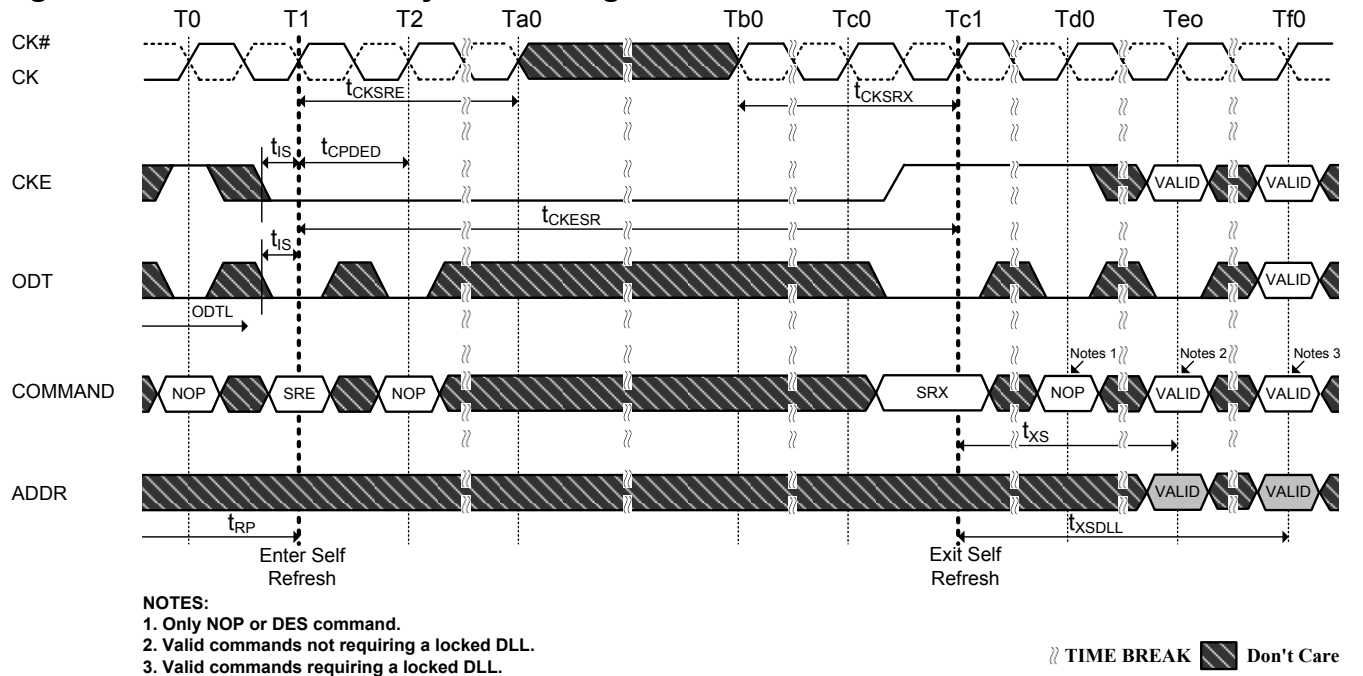 T0 T1 T2 Ta0 Tb0 Tc0 Tc1 Td0 Teo Tf0
CK#
CK
tCKSRE tCKSRX
tIS tCPDED
CKE VALID VALID
tCKESR
tIS
ODT VALID
ODTL
Notes 1 Notes 2 Notes 3
COMMAND NOP SRE NOP SRX NOP VALID VALID
tXS
ADDR VALID VALID
tRP tXSDLL
Enter Self Refresh
Exit Self Refresh
NOTES:
1. Only NOP or DES command.
2. Valid commands not requiring a locked DLL.
3. Valid commands requiring a locked DLL.
TIME BREAK Don't Care